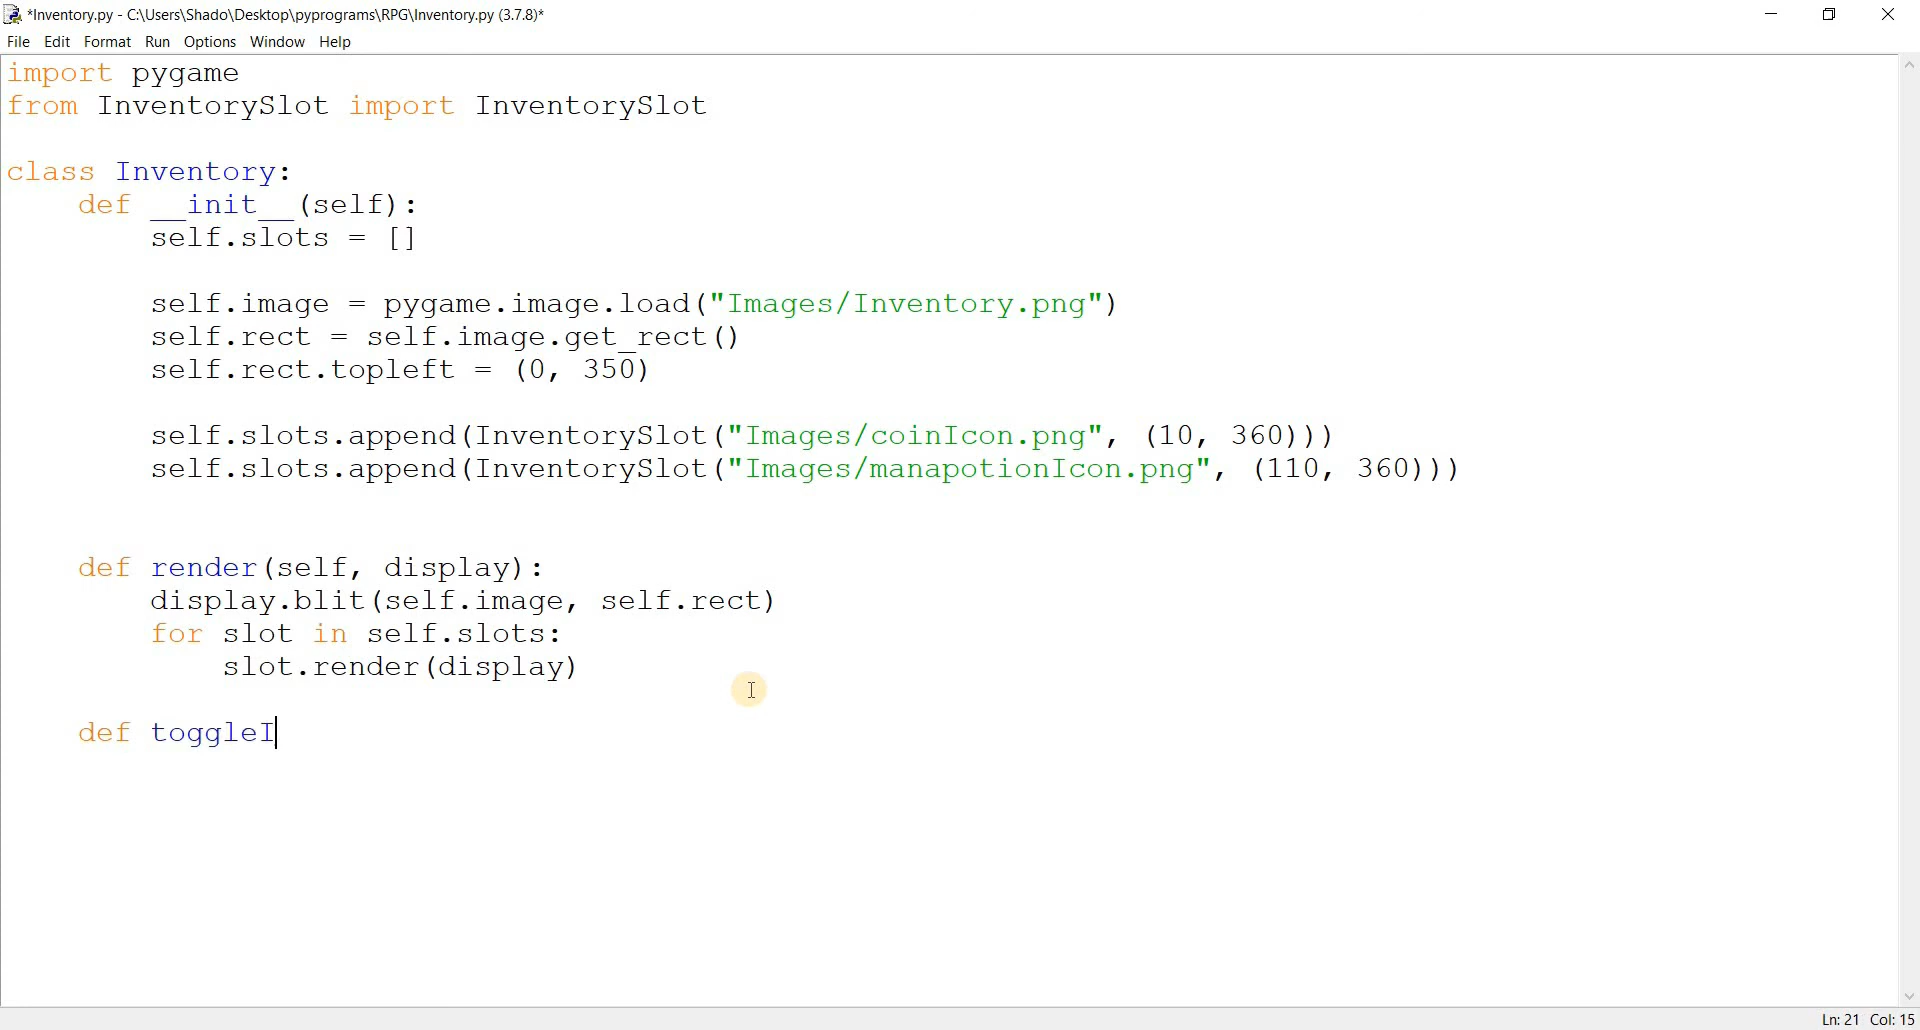 *Inventory.py - C:\Users\Shado\Desktop\pyprograms\RPG\Inventory.py (3.7.8)*
File Edit Format Run Options Window Help
import pygame
from InventorySlot import InventorySlot
class Inventory:
    def __init__(self):
        self.slots = []
        self.image = pygame.image.load("Images/Inventory.png")
        self.rect = self.image.get_rect()
        self.rect.topleft = (0, 350)
        self.slots.append(InventorySlot("Images/coinIcon.png", (10, 360)))
        self.slots.append(InventorySlot("Images/manapotionIcon.png", (110, 360)))
    def render(self, display):
        display.blit(self.image, self.rect)
        for slot in self.slots:
            slot.render(display)
    def toggleI
Ln: 21 Col: 15